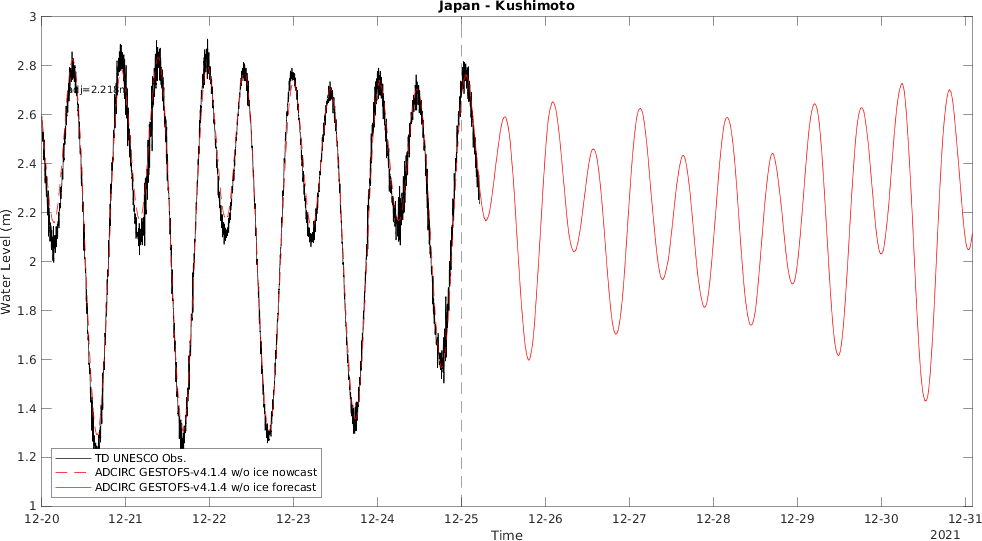 Japan - Kushimoto
3
2.8
2.6
2.4
2.2
2
1.8
1.6
1.4
1.2
1
Water Level (m)
adj=2.218m
TD UNESCO Obs.
ADCIRC GESTOFS-v4.1.4 w/o ice nowcast
ADCIRC GESTOFS-v4.1.4 w/o ice forecast
12-20 12-21 12-22 12-23 12-24 12-25 12-26 12-27 12-28 12-29 12-30 12-31
Time
2021